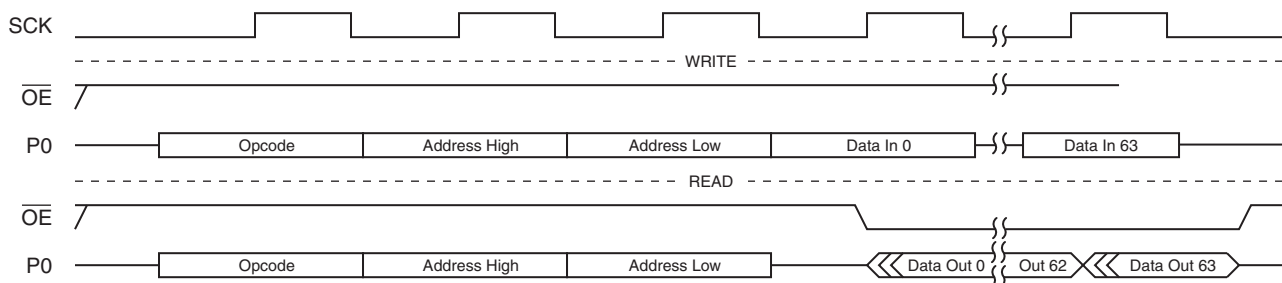 SCK
WRITE
OE
P0 Opcode Address High Address Low Data In 0 Data In 63
READ
OE
P0 Opcode Address High Address Low Data Out 0 Out 62 Data Out 63